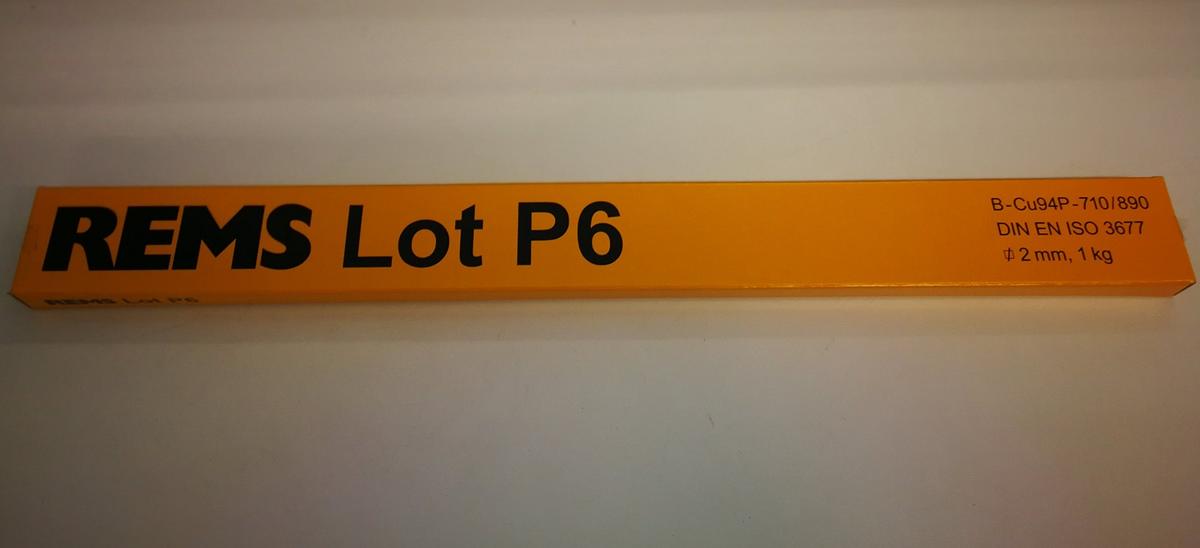 REMS Lot P6
B-Cu94P-710/890
DIN EN ISO 3677
⌀ 2 mm, 1 kg
REMS Lot P6